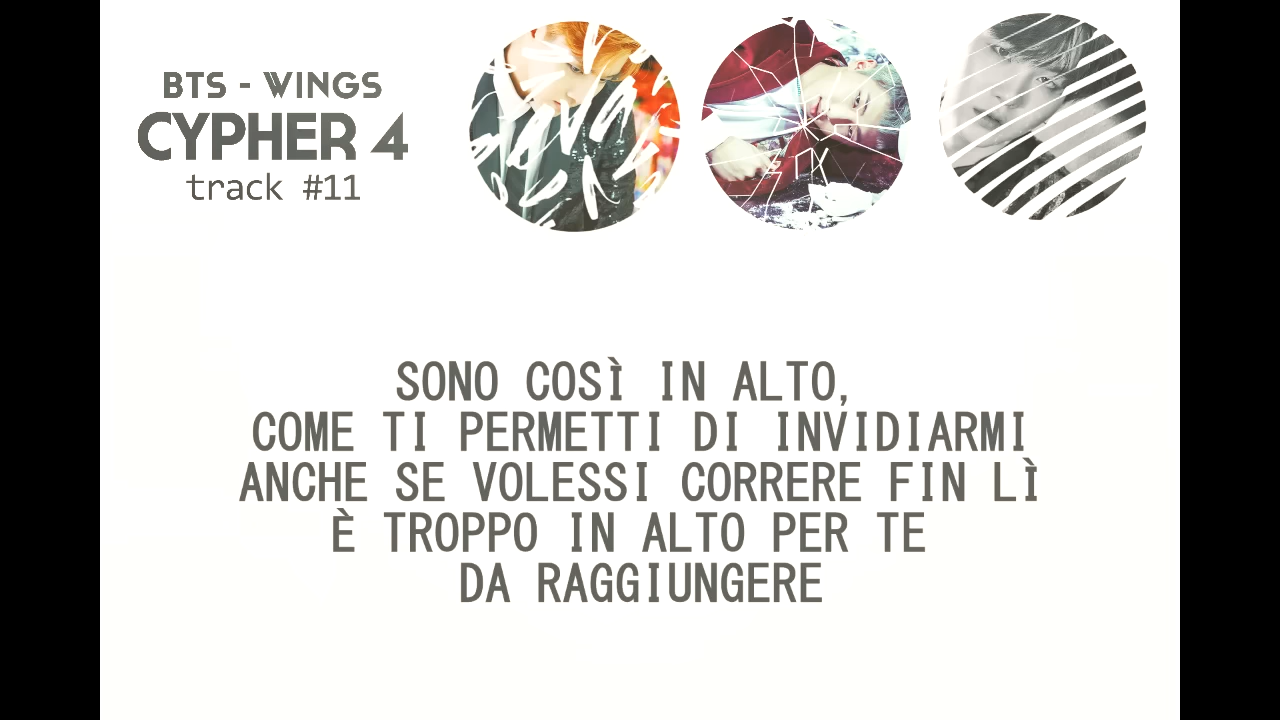 BTS - WINGS
CYPHER 4
track #11
SONO COSÌ IN ALTO,
COME TI PERMETTI DI INVIDIARMI
ANCHE SE VOLESSI CORRERE FIN LÌ
È TROPPO IN ALTO PER TE
DA RAGGIUNGERE